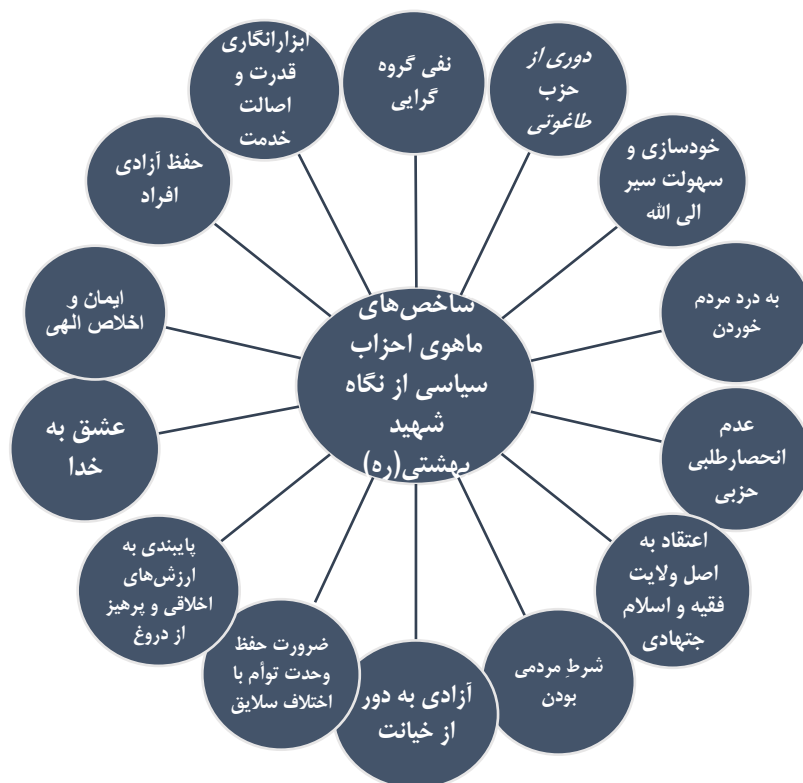 شاخص‌های
ماهوی احزاب
سیاسی از نگاه
شهید
بهشتی(ره)
نفی گروه
گرایی
دوری از
حزب
طاغوتی
خودسازی و
سهولت سیر
الی الله
به درد مردم
خوردن
عدم
انحصارطلبی
حزبی
اعتقاد به
اصل ولایت
فقیه و اسلام
جتهادی
شرطِ مردمی
بودن
آزادی به دور
از خیانت
ضرورت حفظ
وحدت توأم با
اختلاف سلایق
پایبندی به
ارزش‌های
اخلاقی و پرهیز
از دروغ
عشق به
خدا
ایمان و
اخلاص الهی
حفظ آزادی
افراد
ابزارانگاری
قدرت و
اصالت
خدمت